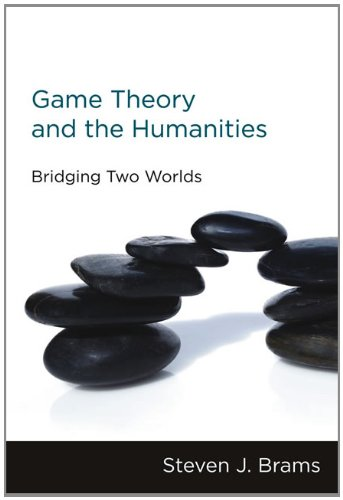 Game Theory
and the Humanities
Bridging Two Worlds
Steven J. Brams